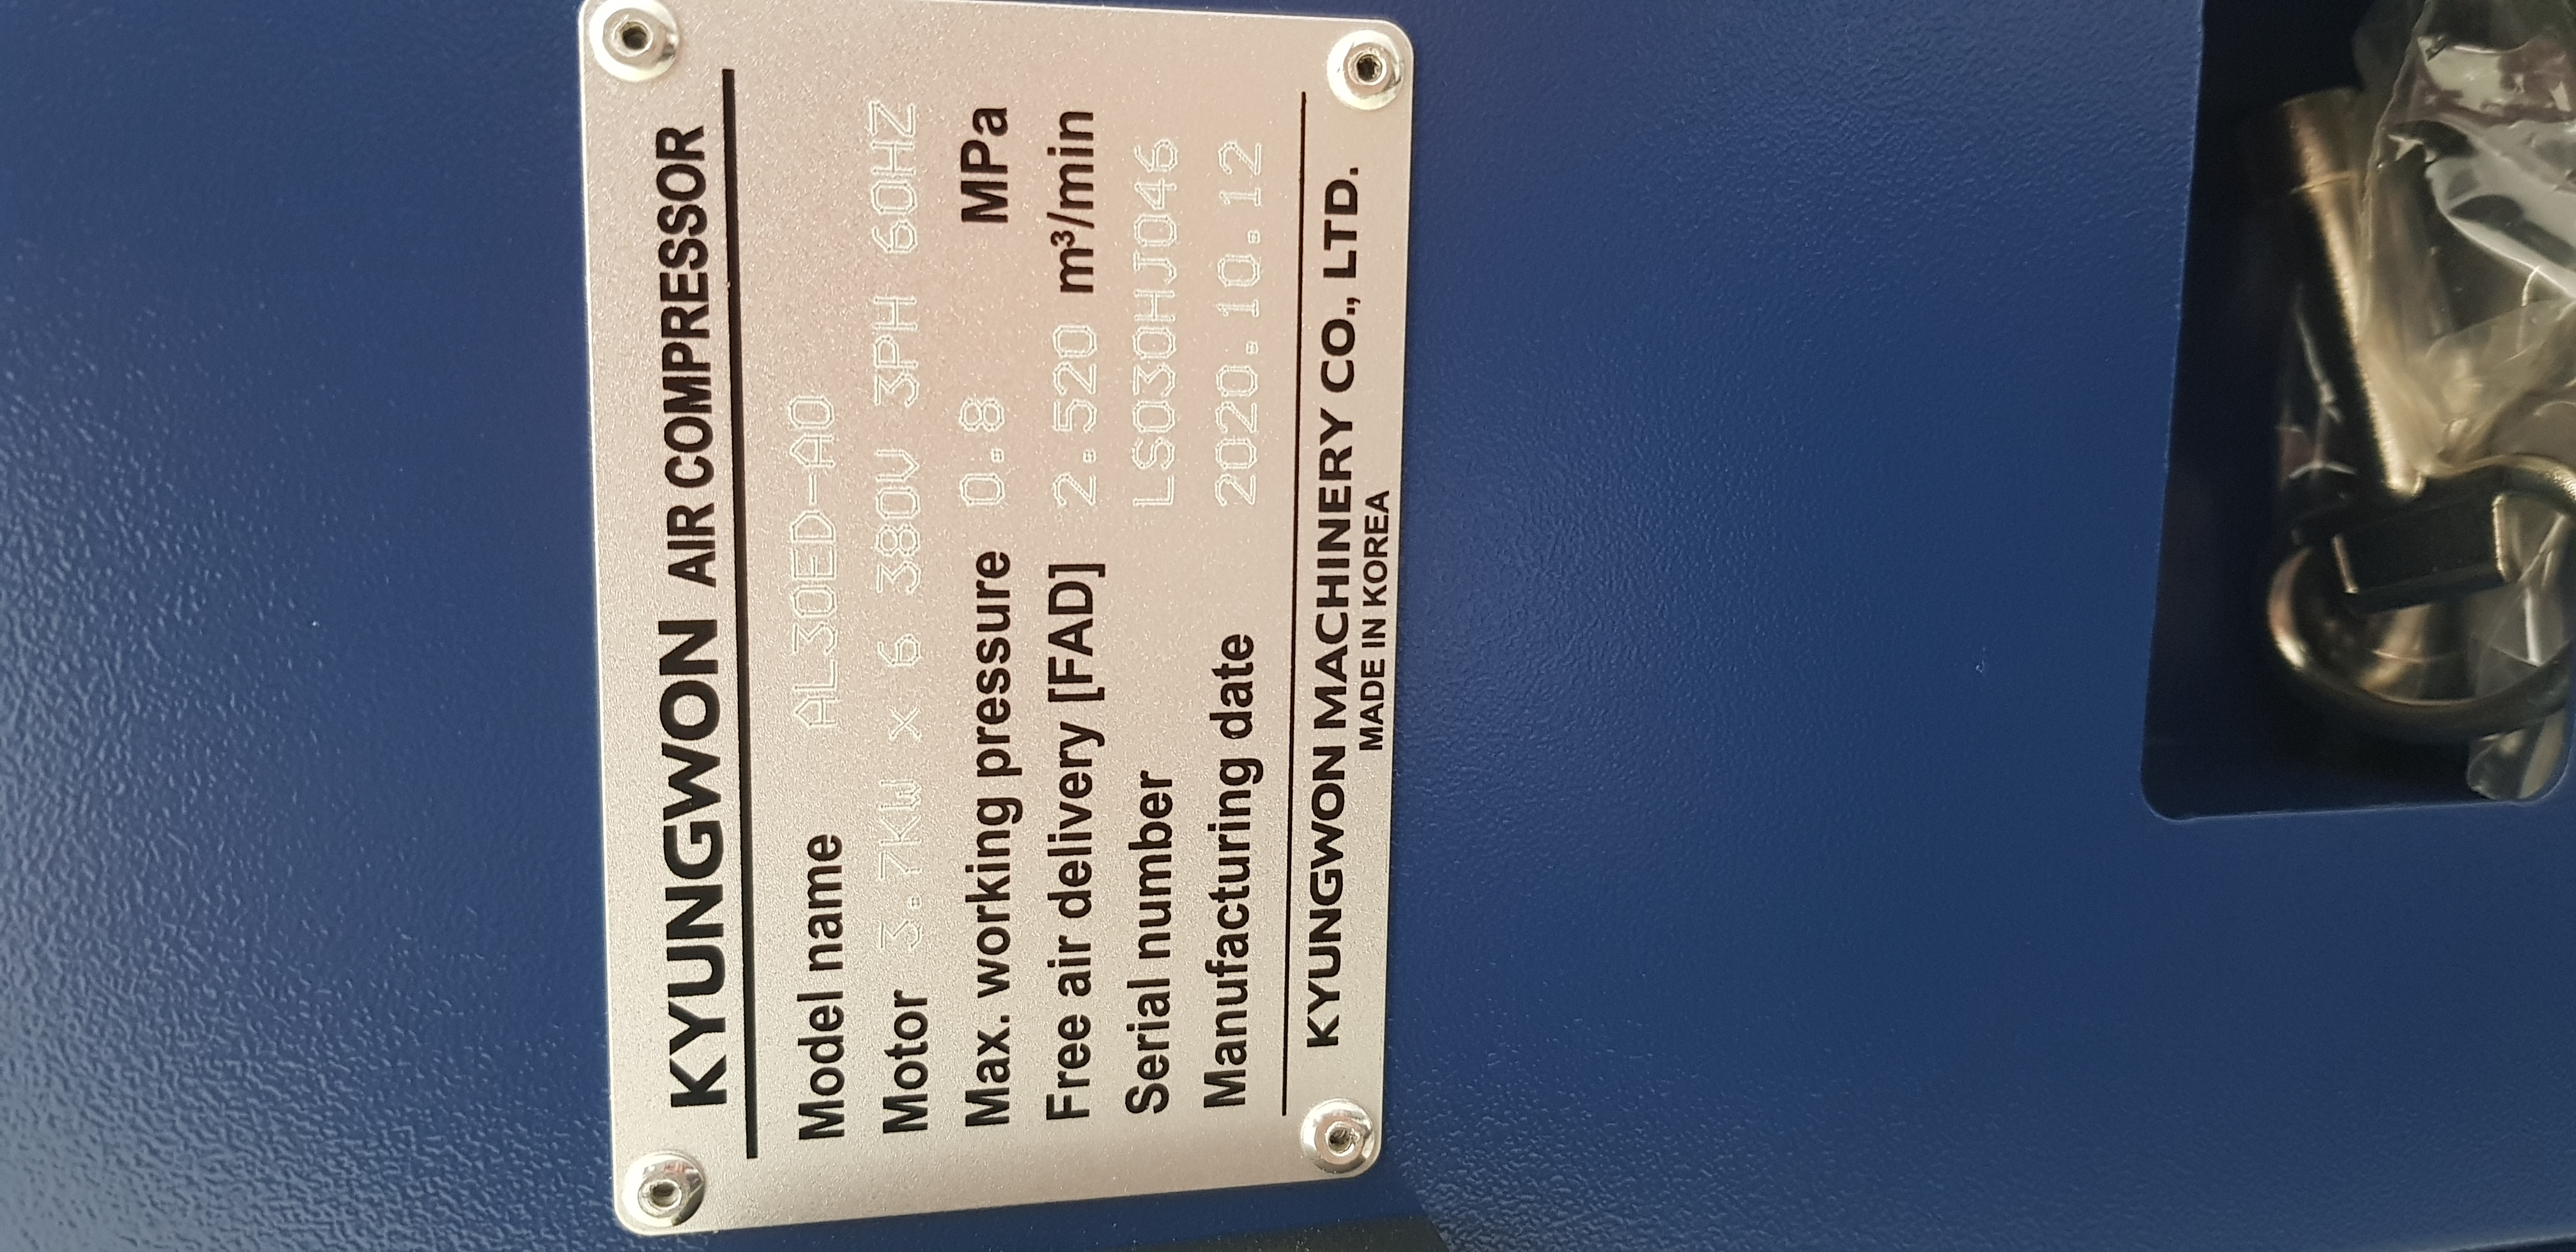 KYUNGWON AIR COMPRESSOR
Model name AL30ED-A0
Motor 3.7KW x 6 380V 3PH 60HZ
Max. working pressure 0.8 MPa
Free air delivery [FAD] 2.520 m³/min
Serial number LS030HJ046
Manufacturing date 2020.10.12
KYUNGWON MACHINERY CO., LTD.
MADE IN KOREA